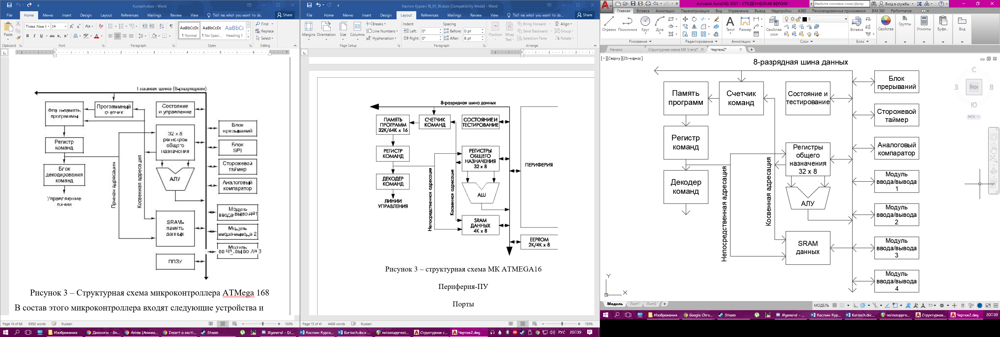 Kursach.docx - Word
File Home Меню Insert Design Layout References Mailings Review View Tell me what you want to do. Share
Paste
Times New F 14
Find
Replace
Select
AaBbCcDc AaBbCcDc AaBbCc
¶ Normal ¶ No Spaci... Heading 1
Clipboard Font Paragraph Styles Editing
Главная шина (8-разрядная)
Флэш-память
программы
Программный
счетчик
Состояние
и управление
Регистр
команд
32 x 8
регистров
общего
назначения
Блок
прерываний
Блок
SPI
Сторожевой
таймер
Аналоговый
компаратор
Блок
декодирования
команд
АЛУ
Управляющие
линии
Прямая адресация
Косвенная адресация
SRAM-
память
данных
ППЗУ
Модуль
ввода-вывода 1
Модуль
ввода-вывода 2
Модуль
ввода-вывода 3
Рисунок 3 – Структурная схема микроконтроллера ATMega 168
В состав этого микроконтроллера входят следующие устройства и
Page 14 of 66 6992 words Russian 150%
Изображения Диалоги - Go... Anime (Аниме... Insert a secti... Steam #general - Di... Каспин Курса... Kursach.docx ... noisesuppress... Структурная с... Чертеж2.dwg РУС 20:39
Каспин Курсач 18_01_18.docx [Compatibility Mode] - Word
File Home Меню Insert Design Layout References Mailings Review View Tell me what you want to do... Share
Margins Orientation Size Columns
Breaks
Line Numbers
Hyphenation
Indent
Left: 0"
Right: 0"
Spacing
Before: 0 pt
After: 8 pt
Position Wrap
Text
Bring Forward
Send Backward
Selection Pane
Align
Group
Rotate
Page Setup Paragraph Arrange
8-разрядная шина данных
ПАМЯТЬ
ПРОГРАММ
32K/64K x 16
СЧЕТЧИК
КОМАНД
СОСТОЯНИЕ И
ТЕСТИРОВАНИЕ
РЕГИСТР
КОМАНД
РЕГИСТРЫ
ОБЩЕГО
НАЗНАЧЕНИЯ
32 x 8
ПЕРИФЕРИЯ
ДЕКОДЕР
КОМАНД
ALU
ЛИНИИ
УПРАВЛЕНИЯ
Непосредственная адресация
Косвенная адресация
SRAM
ДАННЫХ
4K x 8
EEPROM
2K/4K x 8
Рисунок 3 – структурная схема МК ATMEGA16
Периферия-ПУ
Порты
Page 13 of 41 4406 words Russian 130%
Autodesk AutoCAD 2017 - СТУДЕНЧЕСКАЯ ВЕРСИЯ
Введите ключевое слово/фразу Вход в службы
Главная Вставка Аннотации Параметризация Вид Управление Вывод Надстройки A360 Рекомендованные приложения BIM 360 Performance
Отрезок Полилиния Круг Дуга Текст Размер Свойства
слоя
0
Вставка Свойства Группы Утилиты Буфе... Вид
Рисование Редактирование Аннотации Слои Блок
Начало Структурная схема МК V end* Чертеж2*
[−][Сверху][2D-каркас]
8-разрядная шина данных
Память
программ
Счетчик
команд
Состояние и
тестирование
Блок
прерываний
Сторожевой
таймер
Регистр
команд
Регистры
общего
назначения
32 x 8
Аналоговый
компаратор
Декодер
команд
АЛУ
Непосредственная адресация
Косвенная адресация
SRAM
данных
Модуль
ввода/вывода
1
Модуль
ввода/вывода
2
Модуль
ввода/вывода
3
Модуль
ввода/вывода
4
С
З Верх В
Ю
МСК
Y
X
Модель Лист1 Лист2
МОДЕЛЬ 1:1
Изображения Google Chro... Steam #general - ... Каспин Кур... Kursach.doc... noisesuppre... Структурная... Чертеж2.dwg 20:39